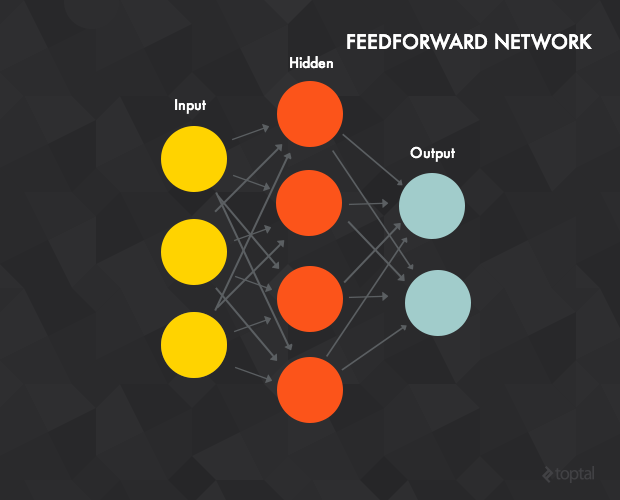 FEEDFORWARD NETWORK
Hidden
Input
Output
toptal